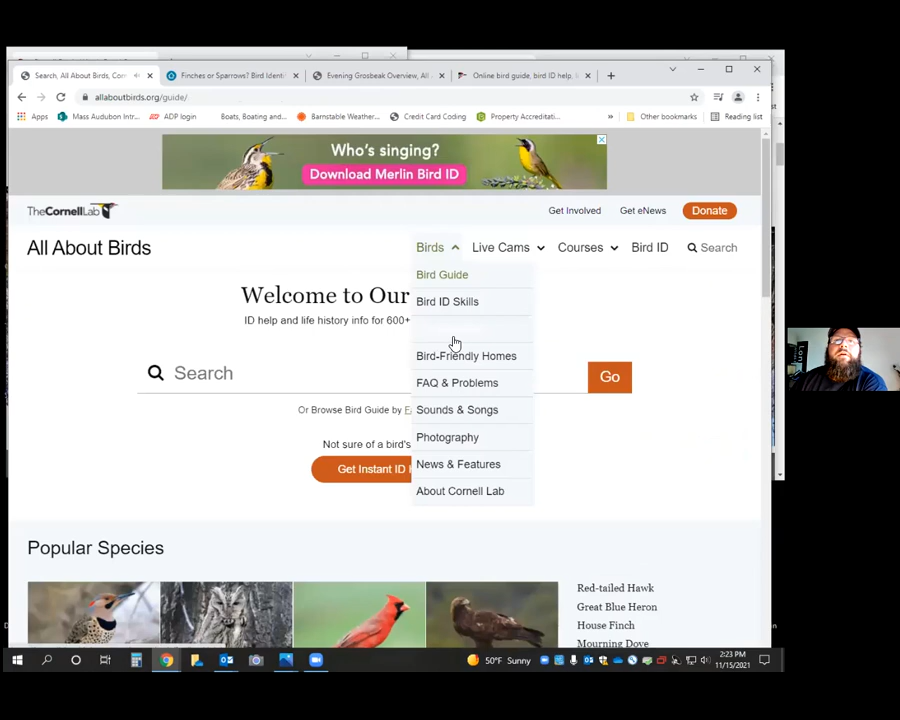 Search, All About Birds, Cor
Finches or Sparrows? Bird Identi
Evening Grosbeak Overview, All
Online bird guide, bird ID help, l
allaboutbirds.org/guide/
Apps
Mass Audubon Intr...
ADP login
Boats, Boating and...
Barnstable Weather...
Credit Card Coding
Property Accreditati...
Other bookmarks
Reading list
Who's singing?
Download Merlin Bird ID
TheCornellLab
Get Involved
Get eNews
Donate
All About Birds
Birds
Live Cams
Courses
Bird ID
Search
Bird Guide
Welcome to Our
Bird ID Skills
ID help and life history info for 600+
Bird-Friendly Homes
Search
Go
FAQ & Problems
Or Browse Bird Guide by
Sounds & Songs
Not sure of a bird's
Photography
Get Instant ID H
News & Features
About Cornell Lab
Popular Species
Red-tailed Hawk
Great Blue Heron
House Finch
Mourning Dove
50°F Sunny
2:23 PM
11/15/2021